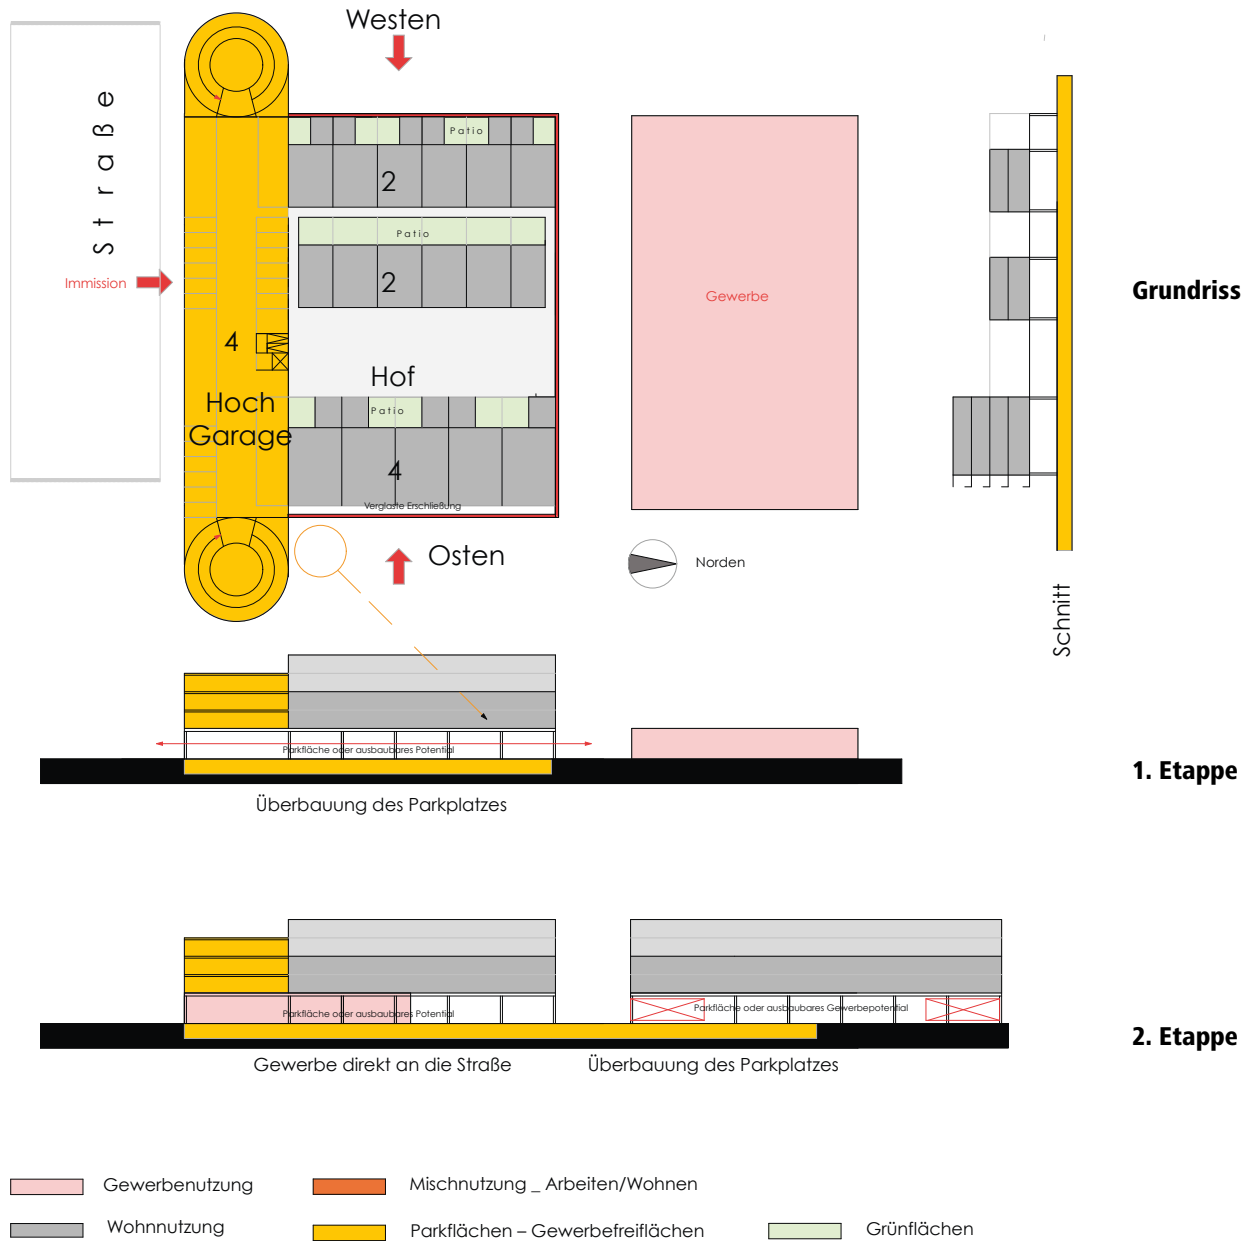 Westen
Straße
Patio
2
Patio
Immission
2
Gewerbe
Grundriss
4
Hof
Hoch
Garage
Patio
4
Verglaste Erschließung
Osten
Norden
Schnitt
Parkfläche oder ausbaubares Potential
1. Etappe
Überbauung des Parkplatzes
Parkfläche oder ausbaubares Potential
Parkfläche oder ausbaubares Gewerbepotential
2. Etappe
Gewerbe direkt an die Straße
Überbauung des Parkplatzes
Gewerbenutzung
Mischnutzung _ Arbeiten/Wohnen
Wohnnutzung
Parkflächen – Gewerbefreiflächen
Grünflächen